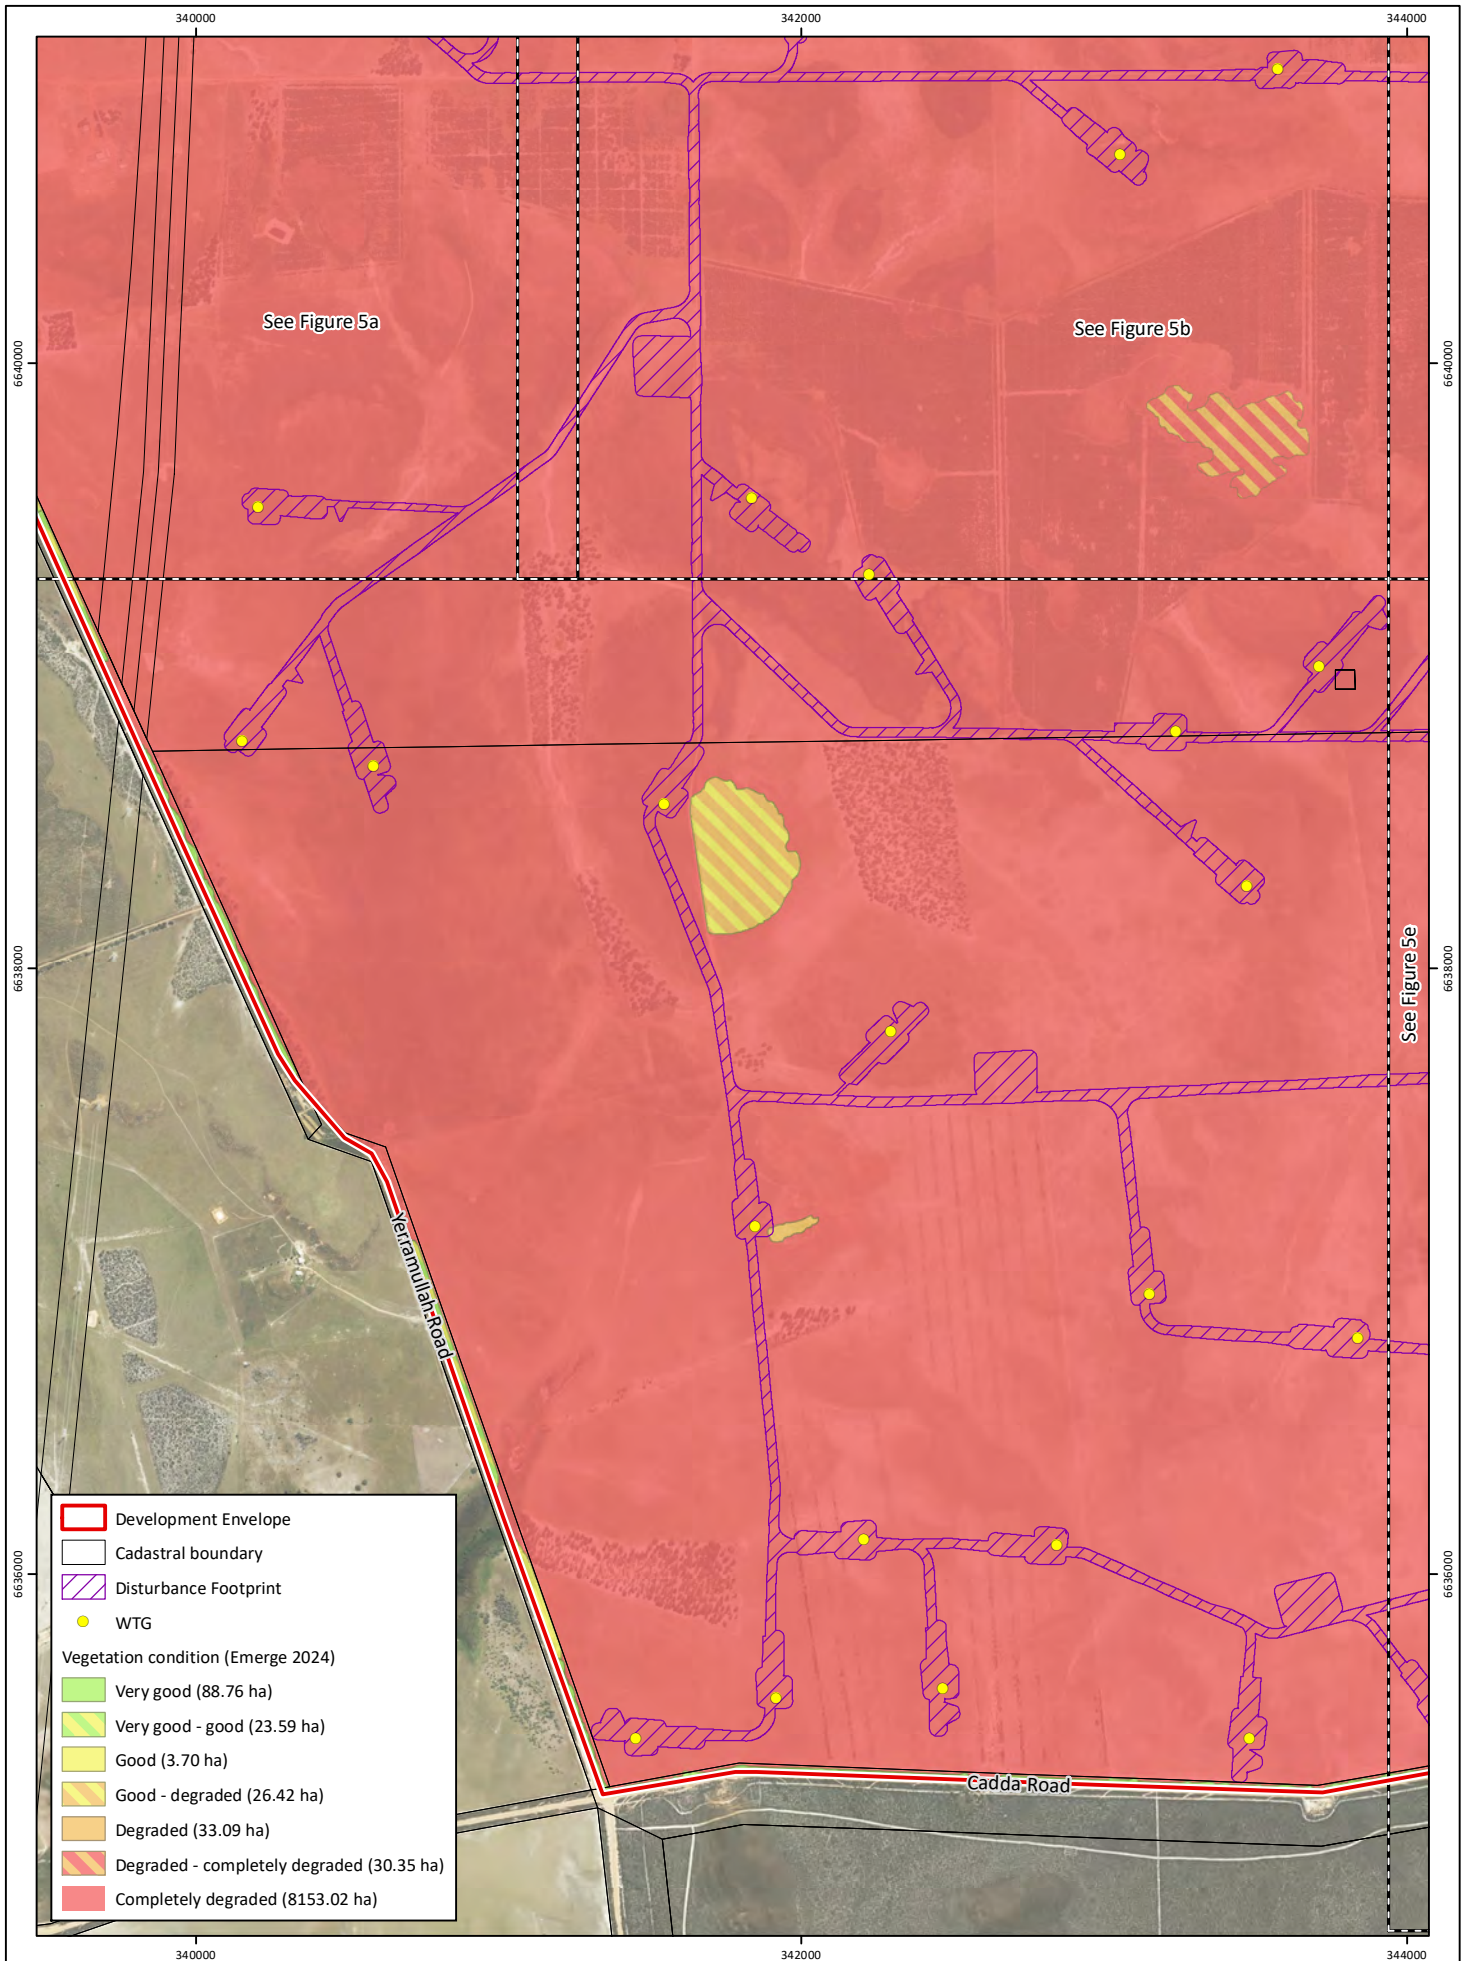 340000
342000
344000
See Figure 5a
See Figure 5b
6640000
6640000
6638000
6638000
See Figure 5e
Yerramullah Road
6636000
6636000
Cadda Road
Development Envelope
Cadastral boundary
Disturbance Footprint
WTG
Vegetation condition (Emerge 2024)
Very good (88.76 ha)
Very good - good (23.59 ha)
Good (3.70 ha)
Good - degraded (26.42 ha)
Degraded (33.09 ha)
Degraded - completely degraded (30.35 ha)
Completely degraded (8153.02 ha)
340000
342000
344000